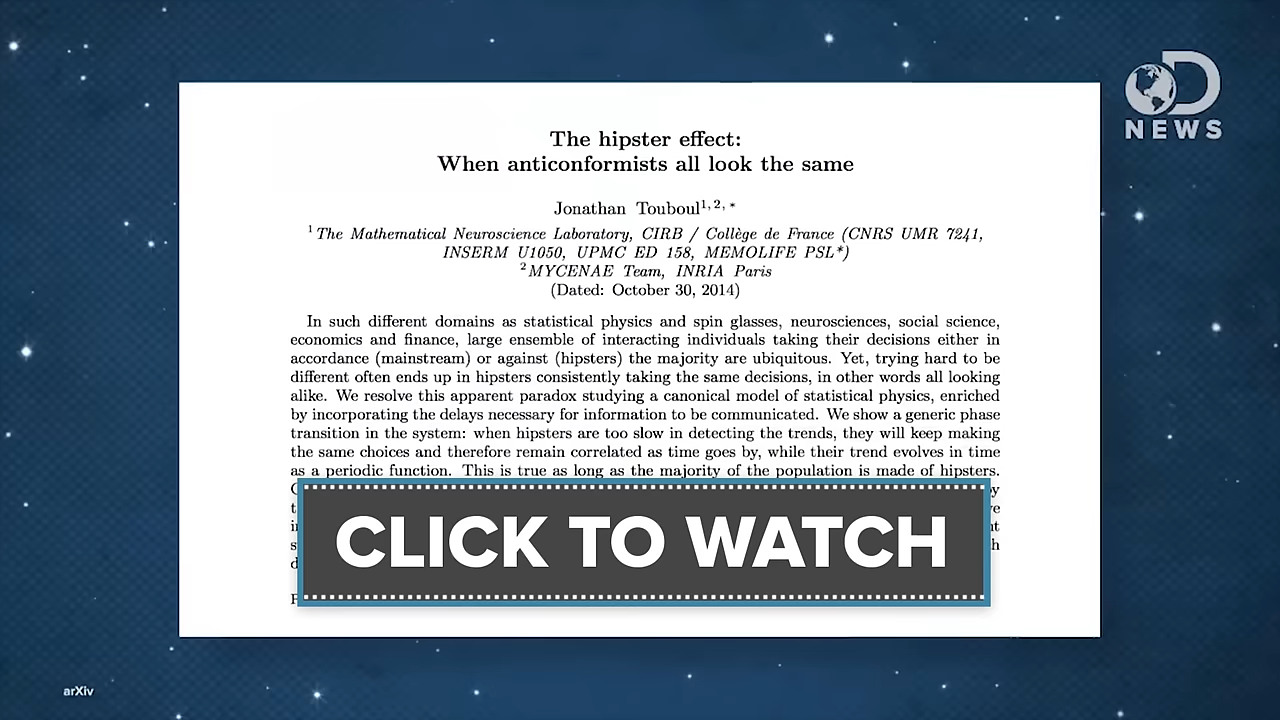 D
NEWS
The hipster effect:
When anticonformists all look the same
Jonathan Touboul1, 2, *
1 The Mathematical Neuroscience Laboratory, CIRB / Collège de France (CNRS UMR 7241,
INSERM U1050, UPMC ED 158, MEMOLIFE PSL*)
2 MYCENAE Team, INRIA Paris
(Dated: October 30, 2014)
In such different domains as statistical physics and spin glasses, neurosciences, social science,
economics and finance, large ensemble of interacting individuals taking their decisions either in
accordance (mainstream) or against (hipsters) the majority are ubiquitous. Yet, trying hard to be
different often ends up in hipsters consistently taking the same decisions, in other words all looking
alike. We resolve this apparent paradox studying a canonical model of statistical physics, enriched
by incorporating the delays necessary for information to be communicated. We show a generic phase
transition in the system: when hipsters are too slow in detecting the trends, they will keep making
the same choices and therefore remain correlated as time goes by, while their trend evolves in time
as a periodic function. This is true as long as the majority of the population is made of hipsters.
CLICK TO WATCH
arXiv